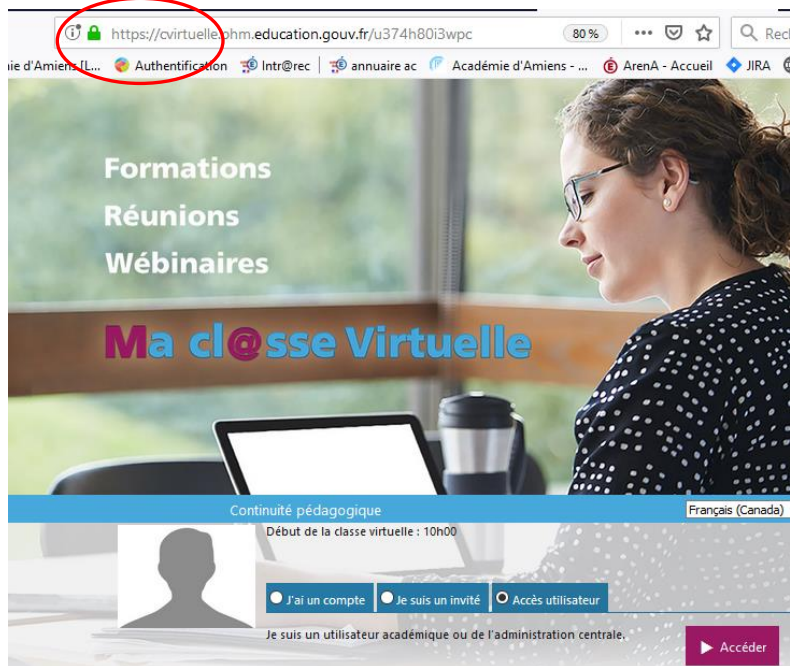 https://cvirtuelle.phm.education.gouv.fr/u374h80i3wpc 80 % ••• Rec
ie d'Amiens [L... Authentification Intr@rec annuaire ac Académie d'Amiens - ... ArenA - Accueil JIRA
Formations
Réunions
Wébinaires
Ma cl@sse Virtuelle
Continuité pédagogique Français (Canada)
Début de la classe virtuelle : 10h00
J'ai un compte Je suis un invité Accès utilisateur
Je suis un utilisateur académique ou de l'administration centrale.
Accéder